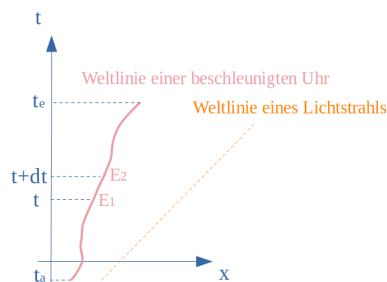 t
Weltlinie einer beschleunigten Uhr
tₑ
Weltlinie eines Lichtstrahls
t+dt
E₂
t
E₁
tₐ
x